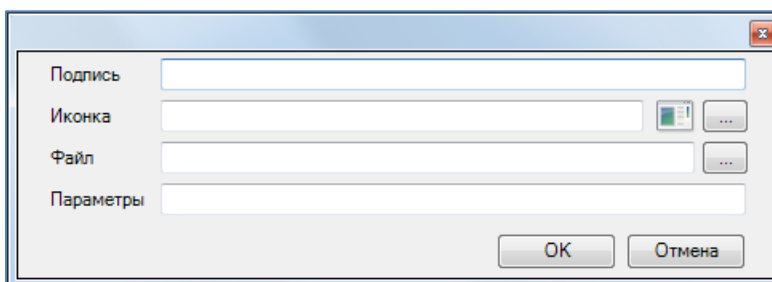 Подпись
Иконка ...
Файл ...
Параметры
OK Отмена